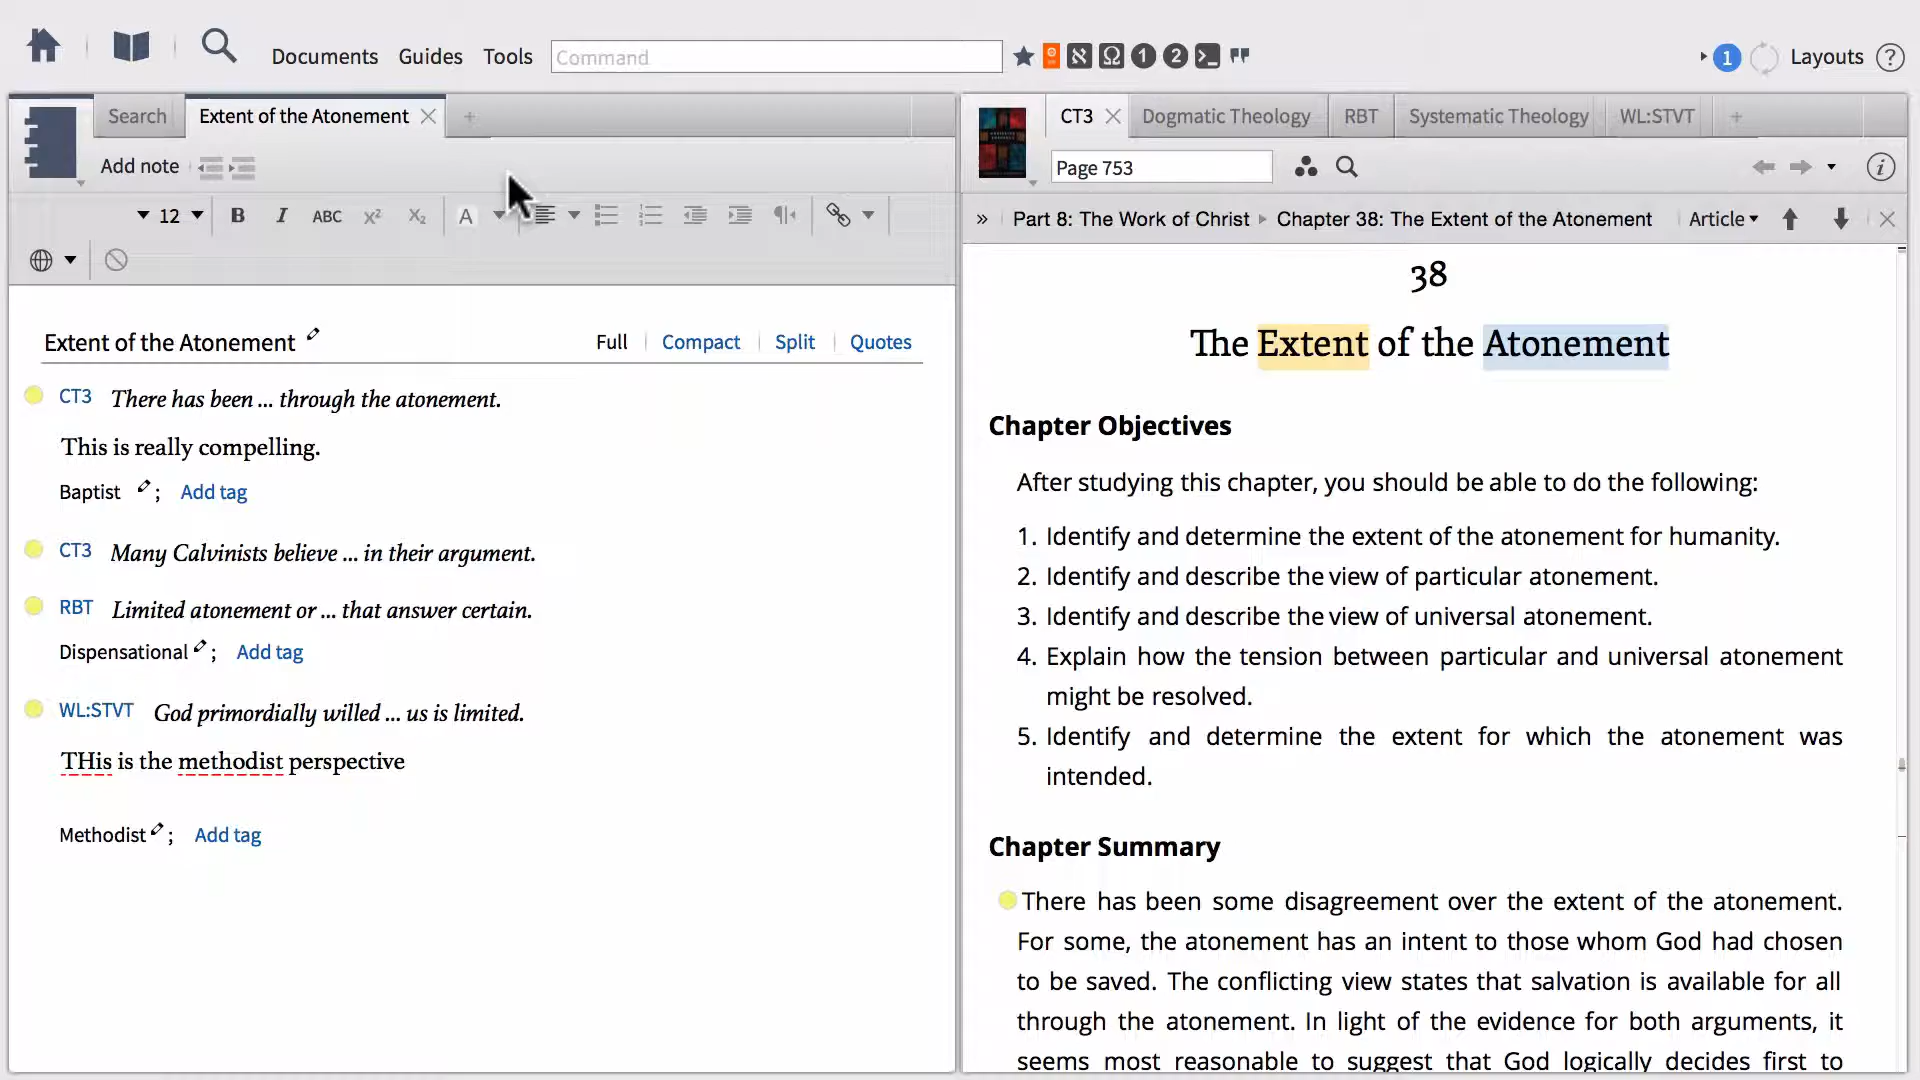 Documents Guides Tools Command
1 Layouts ?
Search Extent of the Atonement +
Add note
12 B I ABC X² X₂ A
Extent of the Atonement Full Compact Split Quotes
CT3 There has been ... through the atonement.
This is really compelling.
Baptist ; Add tag
CT3 Many Calvinists believe ... in their argument.
RBT Limited atonement or ... that answer certain.
Dispensational ; Add tag
WL:STVT God primordially willed ... us is limited.
THis is the methodist perspective
Methodist ; Add tag
CT3 Dogmatic Theology RBT Systematic Theology WL:STVT +
Page 753
» Part 8: The Work of Christ Chapter 38: The Extent of the Atonement Article
38
The Extent of the Atonement
Chapter Objectives
After studying this chapter, you should be able to do the following:
1. Identify and determine the extent of the atonement for humanity.
2. Identify and describe the view of particular atonement.
3. Identify and describe the view of universal atonement.
4. Explain how the tension between particular and universal atonement
might be resolved.
5. Identify and determine the extent for which the atonement was
intended.
Chapter Summary
There has been some disagreement over the extent of the atonement.
For some, the atonement has an intent to those whom God had chosen
to be saved. The conflicting view states that salvation is available for all
through the atonement. In light of the evidence for both arguments, it
seems most reasonable to suggest that God logically decides first to